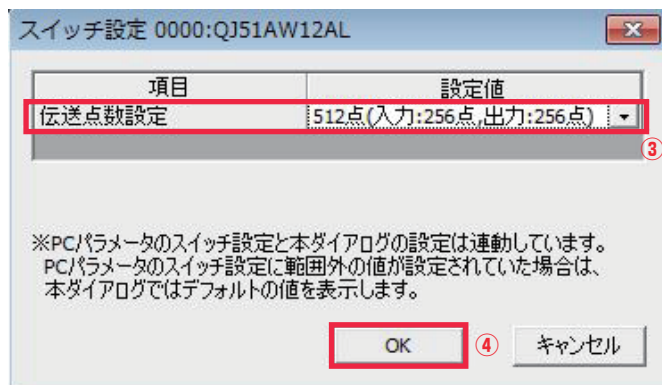 スイッチ設定 0000:QJ51AW12AL
項目 設定値
伝送点数設定 512点(入力:256点,出力:256点)
③
※PCパラメータのスイッチ設定と本ダイアログの設定は連動しています。
PCパラメータのスイッチ設定に範囲外の値が設定されていた場合は、
本ダイアログではデフォルトの値を表示します。
OK ④ キャンセル